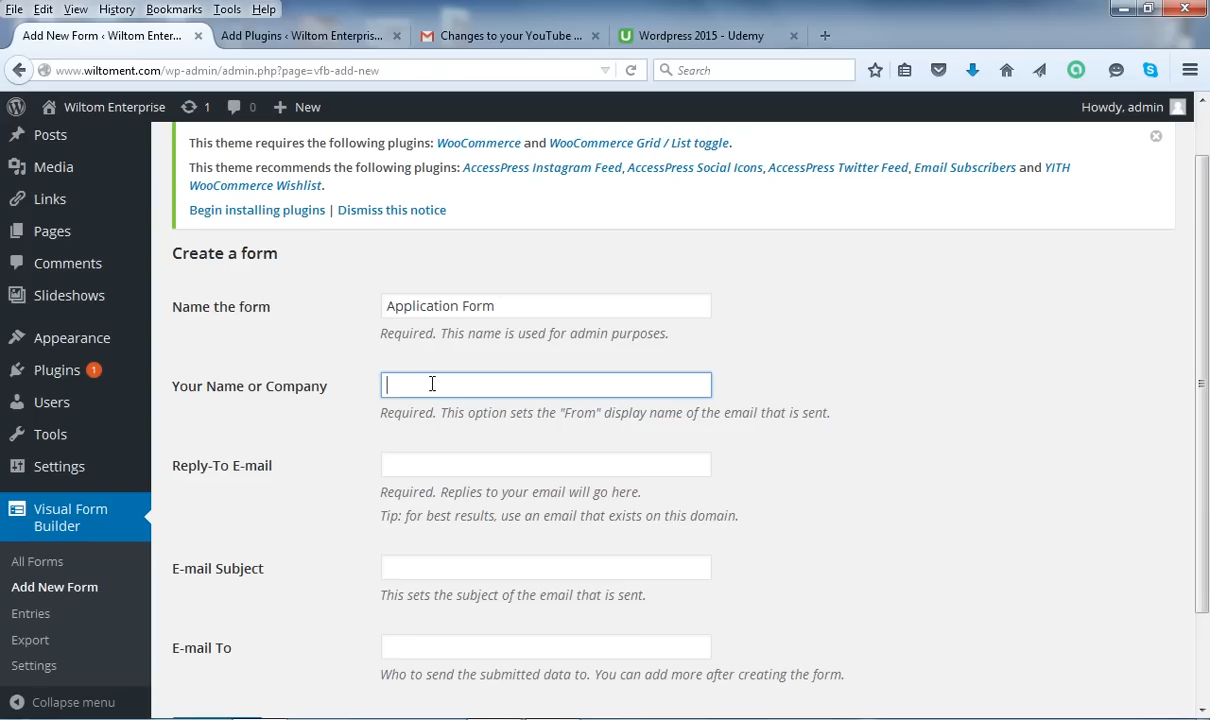 File Edit View History Bookmarks Tools Help
Add New Form ‹ Wiltom Enter... × Add Plugins ‹ Wiltom Enterpris... × Changes to your YouTube ... × Wordpress 2015 - Udemy × +
www.wiltoment.com/wp-admin/admin.php?page=vfb-add-new Search
Wiltom Enterprise 1 0 + New Howdy, admin
Posts
Media
Links
Pages
Comments
Slideshows
Appearance
Plugins 1
Users
Tools
Settings
Visual Form
Builder
All Forms
Add New Form
Entries
Export
Settings
Collapse menu
This theme requires the following plugins: WooCommerce and WooCommerce Grid / List toggle.
This theme recommends the following plugins: AccessPress Instagram Feed, AccessPress Social Icons, AccessPress Twitter Feed, Email Subscribers and YITH
WooCommerce Wishlist.
Begin installing plugins | Dismiss this notice
Create a form
Name the form Application Form
Required. This name is used for admin purposes.
Your Name or Company
Required. This option sets the "From" display name of the email that is sent.
Reply-To E-mail
Required. Replies to your email will go here.
Tip: for best results, use an email that exists on this domain.
E-mail Subject
This sets the subject of the email that is sent.
E-mail To
Who to send the submitted data to. You can add more after creating the form.